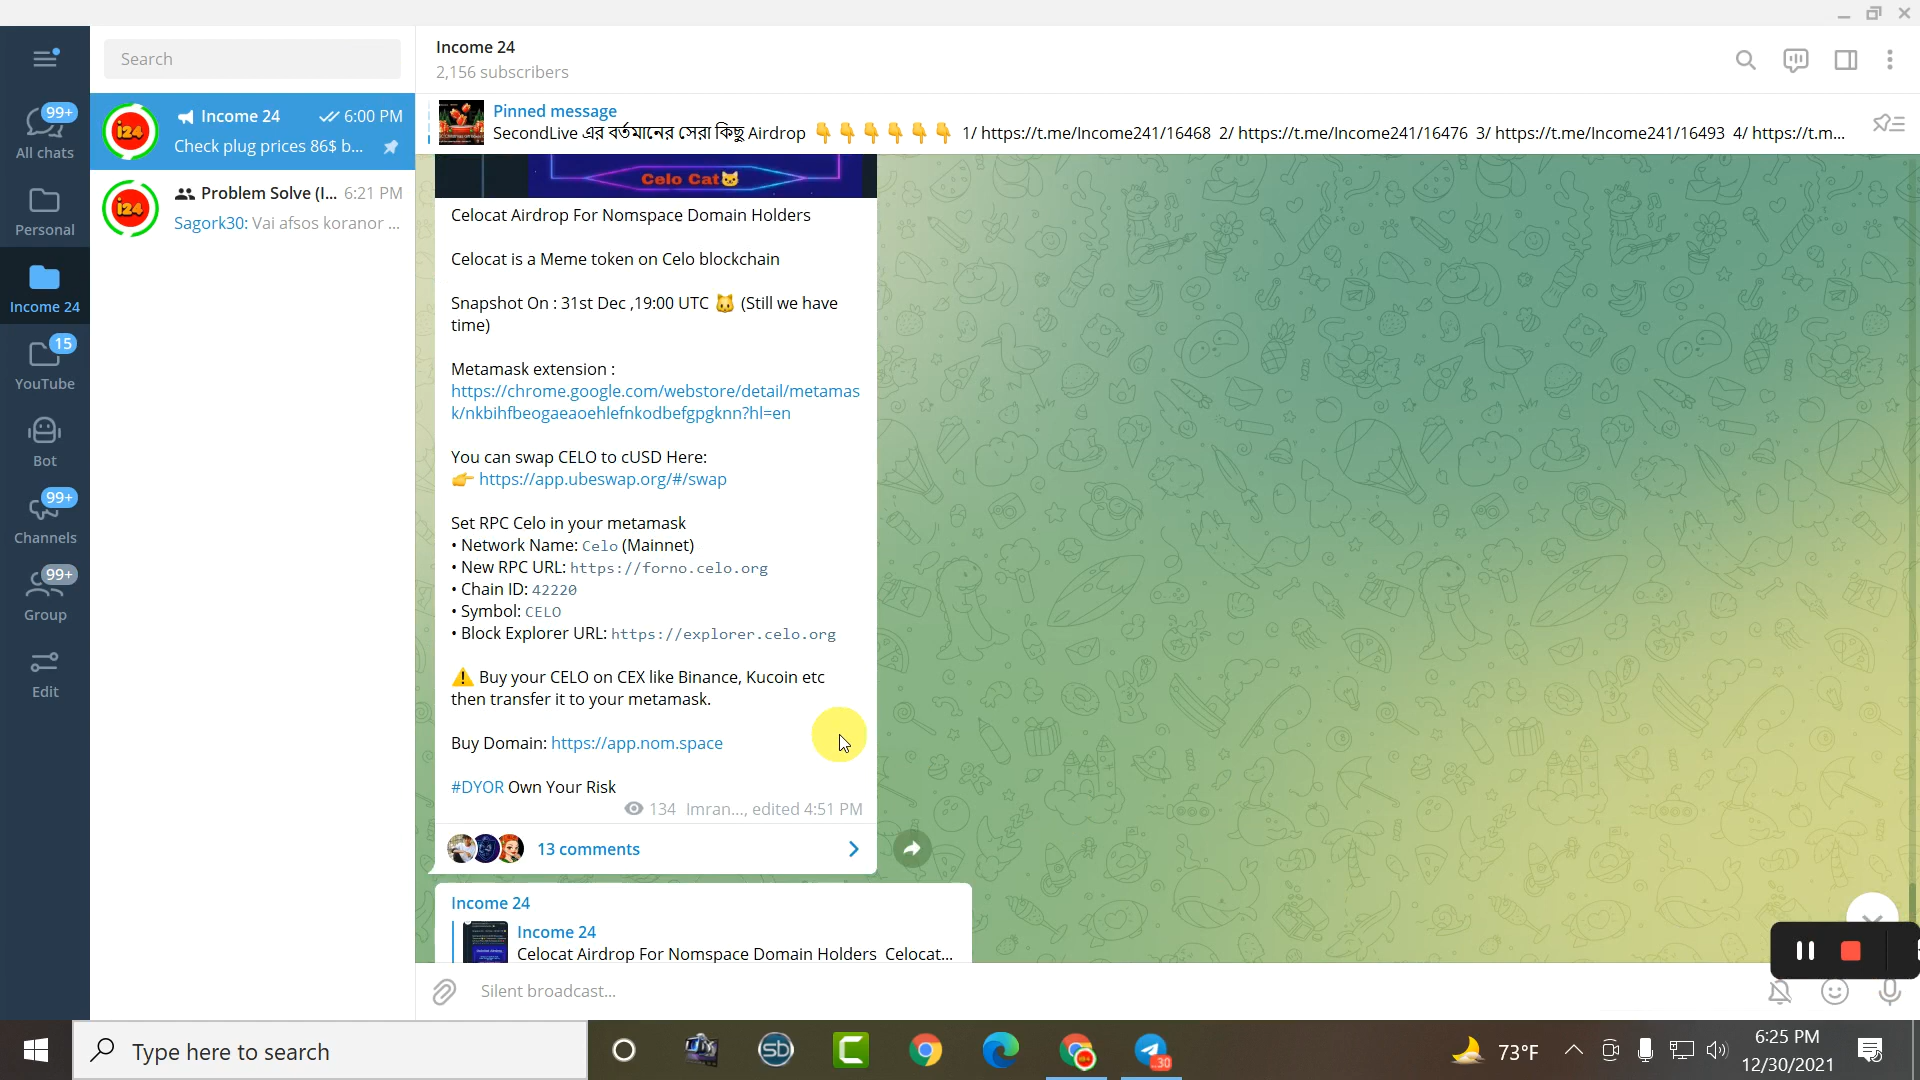 Search
Income 24
2,156 subscribers
99+
All chats
Personal
Income 24
15
YouTube
Bot
99+
Channels
99+
Group
Edit
i24
Income 24
6:00 PM
Check plug prices 86$ b...
i24
Problem Solve (I...
6:21 PM
Sagork30: Vai afsos koranor ...
Pinned message
SecondLive এর বর্তমানের সেরা কিছু Airdrop 👇👇👇👇👇👇 1/ https://t.me/Income241/16468 2/ https://t.me/Income241/16476 3/ https://t.me/Income241/16493 4/ https://t.m...
Celo Cat🐱
Celocat Airdrop For Nomspace Domain Holders
Celocat is a Meme token on Celo blockchain
Snapshot On : 31st Dec ,19:00 UTC 🐱 (Still we have
time)
Metamask extension :
https://chrome.google.com/webstore/detail/metamas
k/nkbihfbeogaeaoehlefnkodbefgpgknn?hl=en
You can swap CELO to cUSD Here:
👉 https://app.ubeswap.org/#/swap
Set RPC Celo in your metamask
• Network Name: Celo (Mainnet)
• New RPC URL: https://forno.celo.org
• Chain ID: 42220
• Symbol: CELO
• Block Explorer URL: https://explorer.celo.org
⚠️ Buy your CELO on CEX like Binance, Kucoin etc
then transfer it to your metamask.
Buy Domain: https://app.nom.space
#DYOR Own Your Risk
134 Imran..., edited 4:51 PM
13 comments
Income 24
Income 24
Celocat Airdrop For Nomspace Domain Holders Celocat...
Silent broadcast...
Type here to search
30
73°F
6:25 PM
12/30/2021